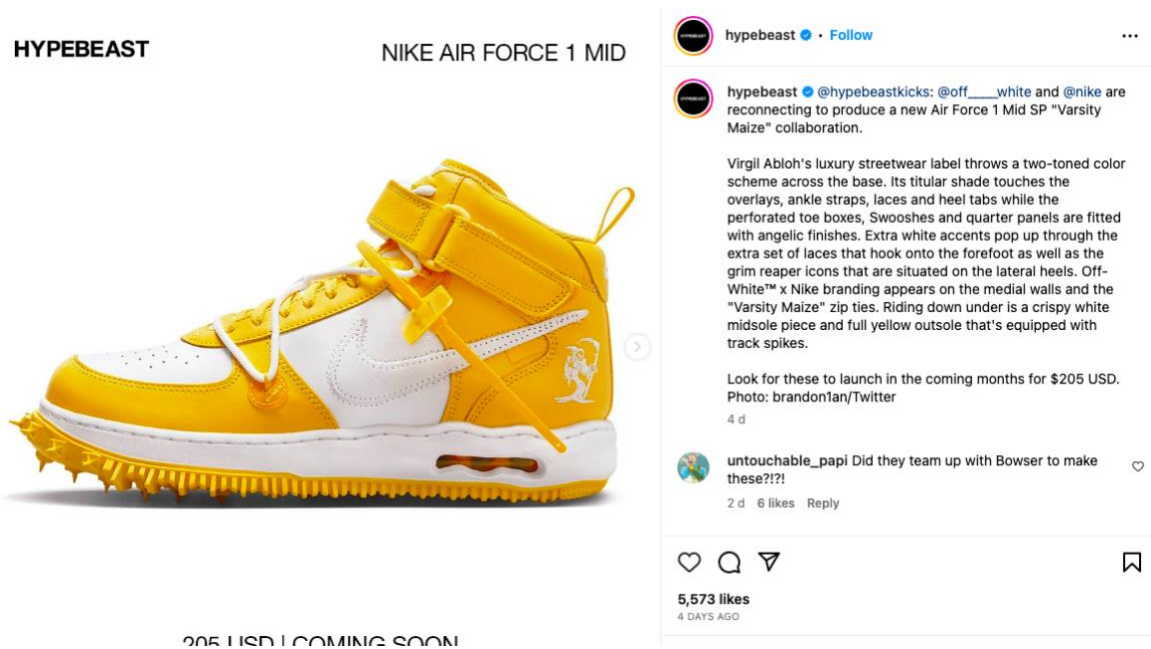 HYPEBEAST
NIKE AIR FORCE 1 MID
205 USD | COMING SOON
hypebeast • Follow
hypebeast @hypebeastkicks: @off____white and @nike are
reconnecting to produce a new Air Force 1 Mid SP "Varsity
Maize" collaboration.
Virgil Abloh's luxury streetwear label throws a two-toned color
scheme across the base. Its titular shade touches the
overlays, ankle straps, laces and heel tabs while the
perforated toe boxes, Swooshes and quarter panels are fitted
with angelic finishes. Extra white accents pop up through the
extra set of laces that hook onto the forefoot as well as the
grim reaper icons that are situated on the lateral heels. Off-
White™ x Nike branding appears on the medial walls and the
"Varsity Maize" zip ties. Riding down under is a crispy white
midsole piece and full yellow outsole that's equipped with
track spikes.
Look for these to launch in the coming months for $205 USD.
Photo: brandon1an/Twitter
4 d
untouchable_papi Did they team up with Bowser to make
these?!?!
2 d 6 likes Reply
5,573 likes
4 DAYS AGO